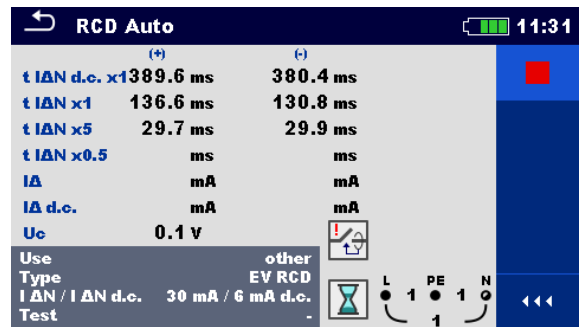 RCD Auto 11:31
(+) (-)
t IΔN d.c. x1 389.6 ms 380.4 ms
t IΔN x1 136.6 ms 130.8 ms
t IΔN x5 29.7 ms 29.9 ms
t IΔN x0.5 ms ms
IΔ mA mA
IΔ d.c. mA mA
Uc 0.1 V
Use other
Type EV RCD
I ΔN / I ΔN d.c. 30 mA / 6 mA d.c.
Test -
L PE N
1 1
1